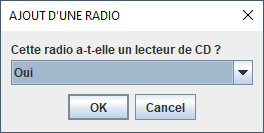 AJOUT D'UNE RADIO
Cette radio a-t-elle un lecteur de CD ?
Oui
OK
Cancel